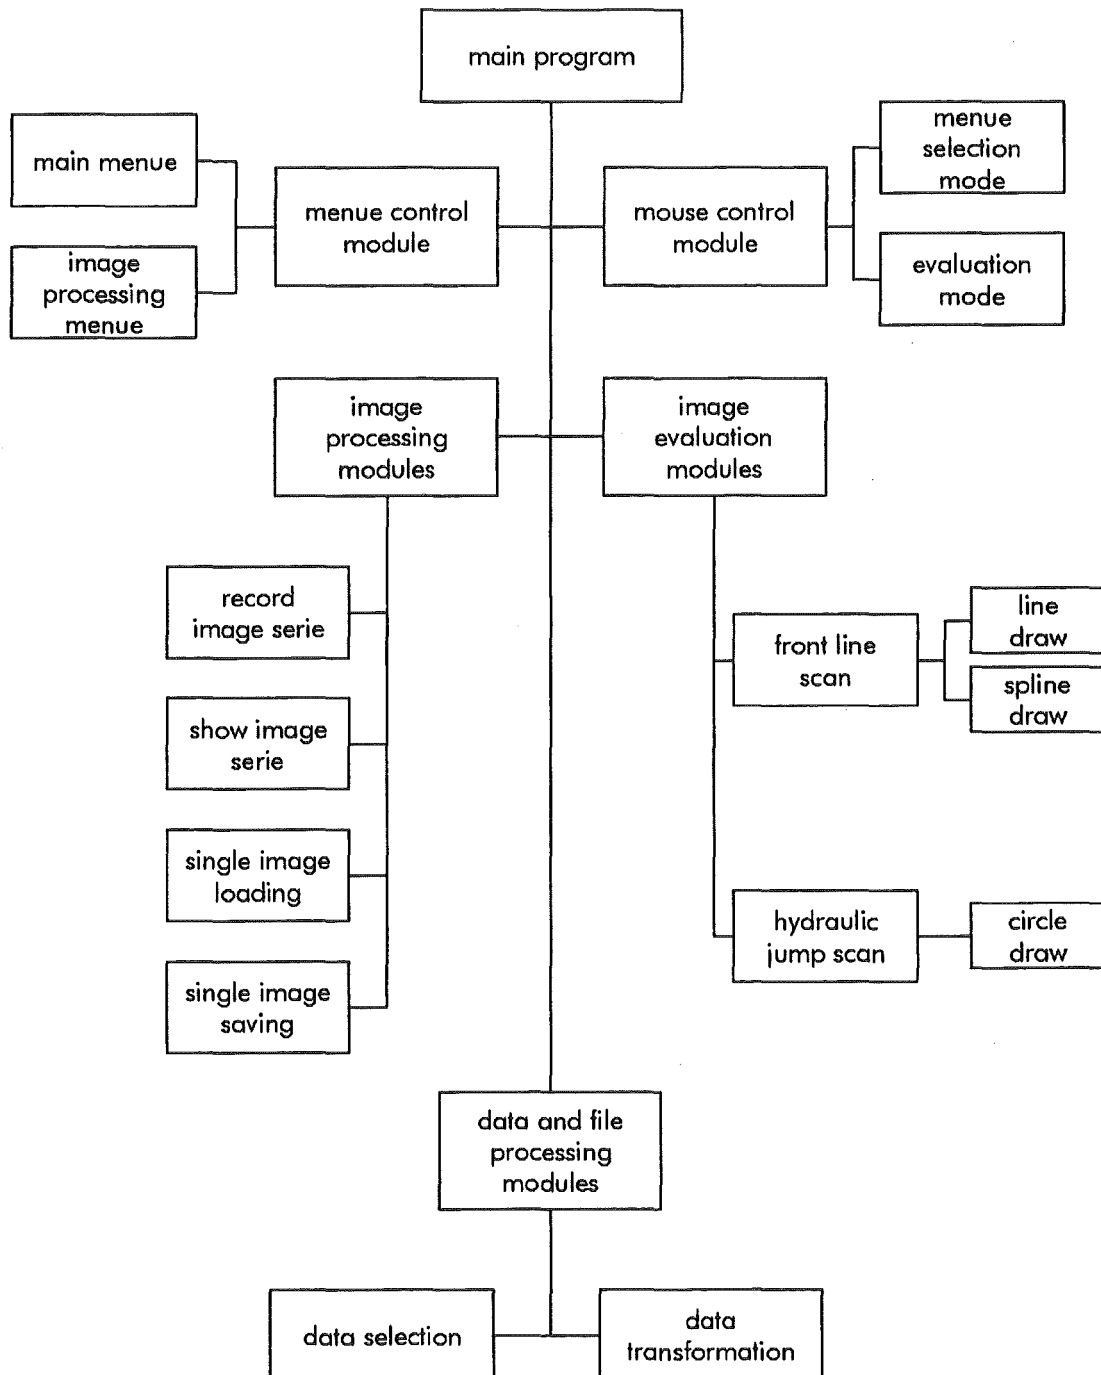 main program
main menue
image
processing
menue
menue control
module
mouse control
module
menue
selection
mode
evaluation
mode
image
processing
modules
image
evaluation
modules
record
image serie
show image
serie
single image
loading
single image
saving
front line
scan
line
draw
spline
draw
hydraulic
jump scan
circle
draw
data and file
processing
modules
data selection
data
transformation